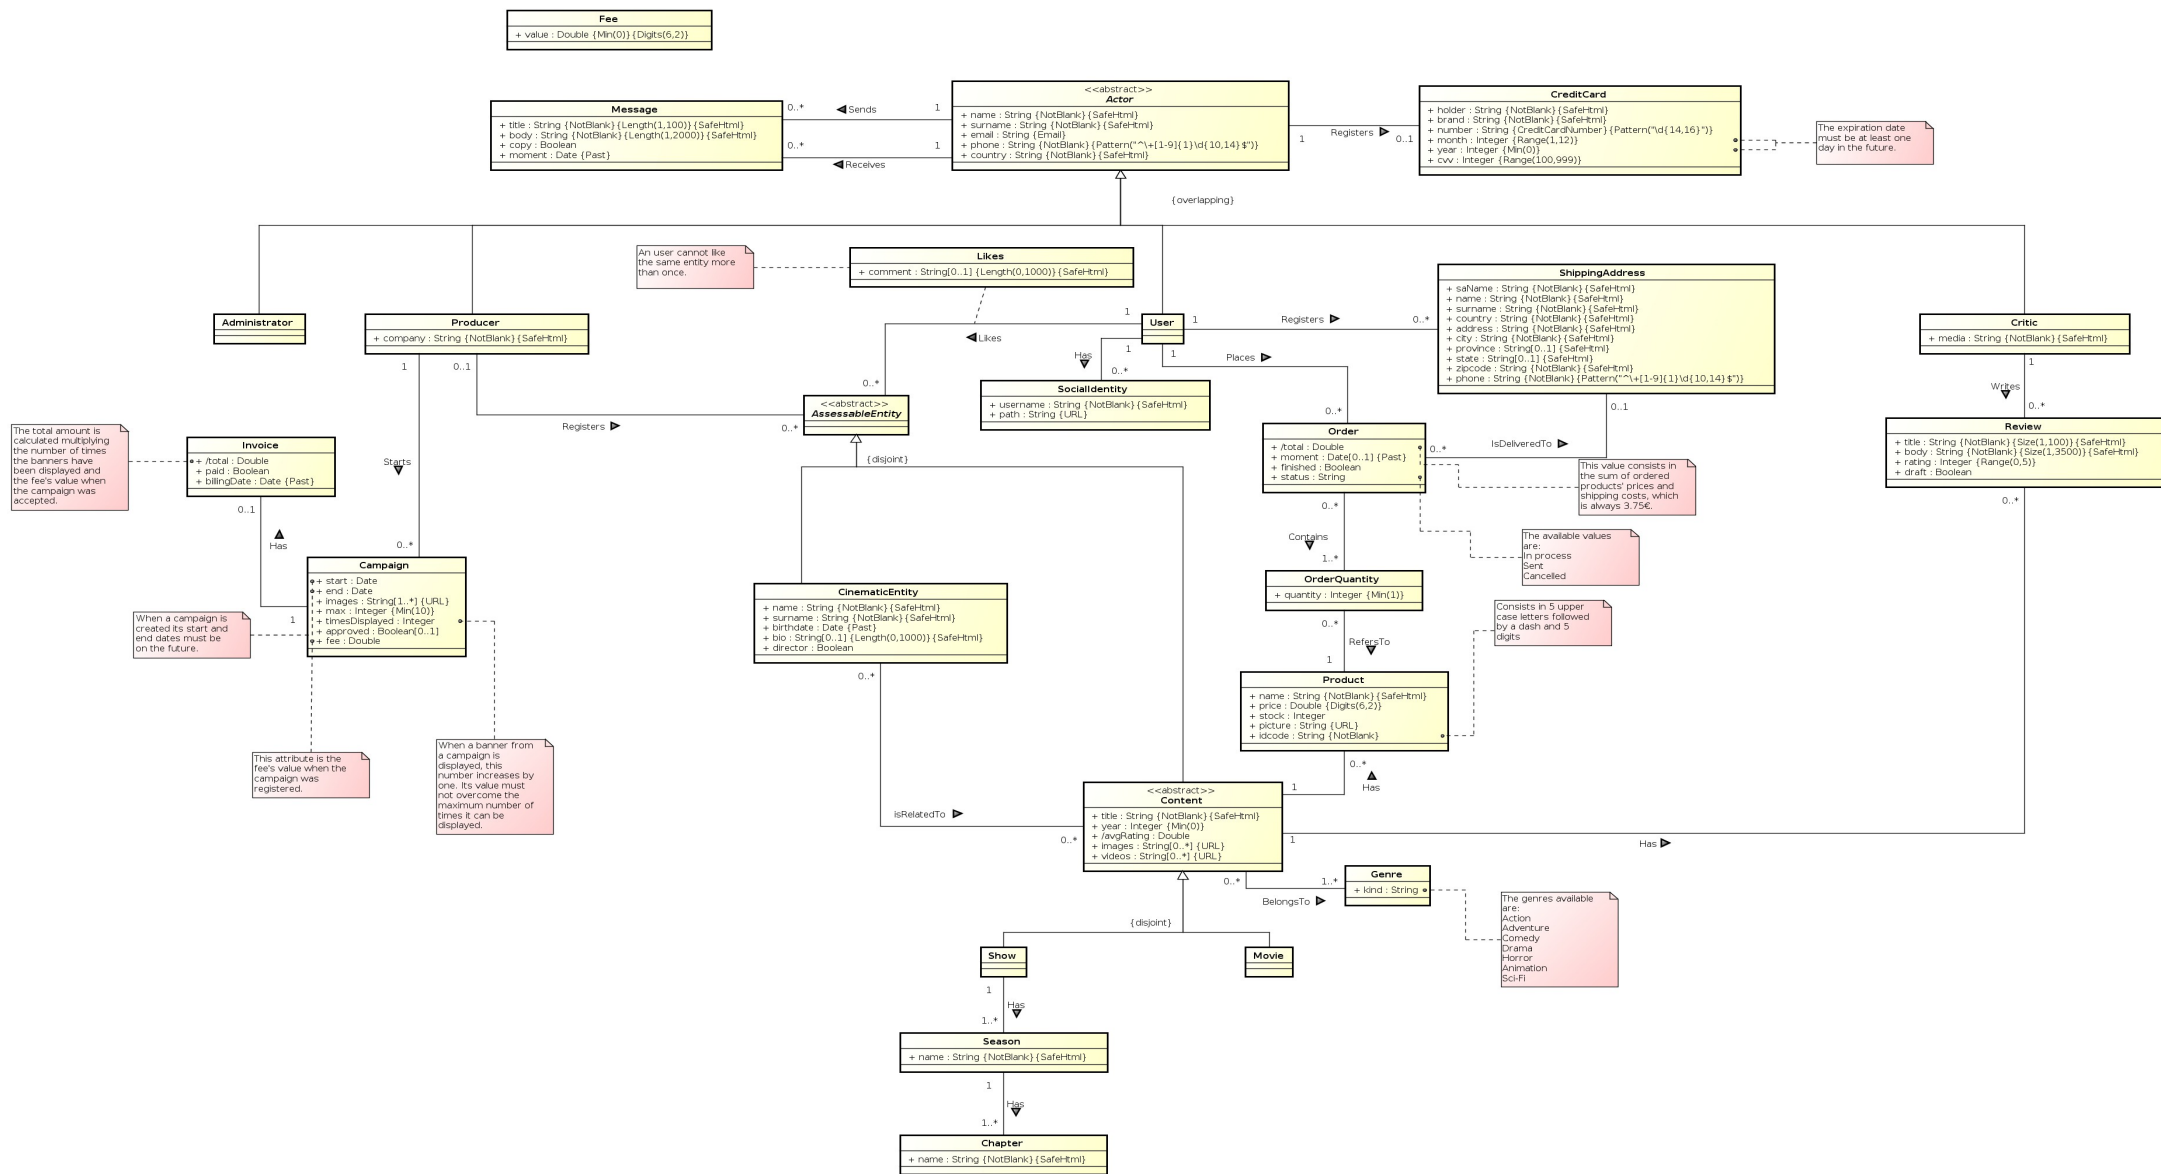 Fee
+ value : Double {Min(0)}{Digits(6,2)}
Message
+ title : String {NotBlank}{Length(1,100)}{SafeHtml}
+ body : String {NotBlank}{Length(1,2000)}{SafeHtml}
+ copy : Boolean
+ moment : Date {Past}
0..*
Sends
1
0..*
1
Receives
<<abstract>>
Actor
+ name : String {NotBlank}{SafeHtml}
+ surname : String {NotBlank}{SafeHtml}
+ email : String {Email}
+ phone : String {NotBlank}{Pattern("^\+[1-9]{1}\d{10,14}$")}
+ country : String {NotBlank}{SafeHtml}
1
Registers
0..1
CreditCard
+ holder : String {NotBlank}{SafeHtml}
+ brand : String {NotBlank}{SafeHtml}
+ number : String {CreditCardNumber}{Pattern("\d{14,16}")}
+ month : Integer {Range(1,12)}
+ year : Integer {Min(0)}
+ cvv : Integer {Range(100,999)}
The expiration date
must be at least one
day in the future.
{overlapping}
An user cannot like
the same entity more
than once.
Likes
+ comment : String[0..1] {Length(0,1000)}{SafeHtml}
ShippingAddress
+ saName : String {NotBlank}{SafeHtml}
+ name : String {NotBlank}{SafeHtml}
+ surname : String {NotBlank}{SafeHtml}
+ country : String {NotBlank}{SafeHtml}
+ address : String {NotBlank}{SafeHtml}
+ city : String {NotBlank}{SafeHtml}
+ province : String[0..1] {SafeHtml}
+ state : String[0..1] {SafeHtml}
+ zipcode : String {NotBlank}{SafeHtml}
+ phone : String {NotBlank}{Pattern("^\+[1-9]{1}\d{10,14}$")}
Administrator
Producer
+ company : String {NotBlank}{SafeHtml}
1
0..1
User
1
Likes
0..*
1
Registers
0..*
1
Has
0..*
1
Places
0..*
Critic
+ media : String {NotBlank}{SafeHtml}
1
Writes
0..*
SocialIdentity
+ username : String {NotBlank}{SafeHtml}
+ path : String {URL}
<<abstract>>
AssessableEntity
Registers
0..*
{disjoint}
Order
+ /total : Double
+ moment : Date[0..1] {Past}
+ finished : Boolean
+ status : String
0..*
IsDeliveredTo
0..1
Review
+ title : String {NotBlank}{Size(1,100)}{SafeHtml}
+ body : String {NotBlank}{Size(1,3500)}{SafeHtml}
+ rating : Integer {Range(0,5)}
+ draft : Boolean
0..*
The total amount is
calculated multiplying
the number of times
the banners have
been displayed and
the fee's value when
the campaign was
accepted.
Invoice
+ /total : Double
+ paid : Boolean
+ billingDate : Date {Past}
0..1
Has
1
Starts
0..*
This value consists in
the sum of ordered
products' prices and
shipping costs, which
is always 3.75€.
The available values
are:
In process
Sent
Cancelled
0..*
Contains
1..*
OrderQuantity
+ quantity : Integer {Min(1)}
0..*
RefersTo
1
Consists in 5 upper
case letters followed
by a dash and 5
digits
Campaign
+ start : Date
+ end : Date
+ images : String[1..*] {URL}
+ max : Integer {Min(10)}
+ timesDisplayed : Integer
+ approved : Boolean[0..1]
+ fee : Double
When a campaign is
created its start and
end dates must be
on the future.
This attribute is the
fee's value when the
campaign was
registered.
When a banner from
a campaign is
displayed, this
number increases by
one. Its value must
not overcome the
maximum number of
times it can be
displayed.
CinematicEntity
+ name : String {NotBlank}{SafeHtml}
+ surname : String {NotBlank}{SafeHtml}
+ birthdate : Date {Past}
+ bio : String[0..1] {Length(0,1000)}{SafeHtml}
+ director : Boolean
0..*
isRelatedTo
0..*
Product
+ name : String {NotBlank}{SafeHtml}
+ price : Double {Digits(6,2)}
+ stock : Integer
+ picture : String {URL}
+ idcode : String {NotBlank}
0..*
Has
1
<<abstract>>
Content
+ title : String {NotBlank}{SafeHtml}
+ year : Integer {Min(0)}
+ /avgRating : Double
+ images : String[0..*] {URL}
+ videos : String[0..*] {URL}
1
Has
0..*
BelongsTo
1..*
Genre
+ kind : String
The genres available
are:
Action
Adventure
Comedy
Drama
Horror
Animation
Sci-Fi
{disjoint}
Show
Movie
1
Has
1..*
Season
+ name : String {NotBlank}{SafeHtml}
1
Has
1..*
Chapter
+ name : String {NotBlank}{SafeHtml}